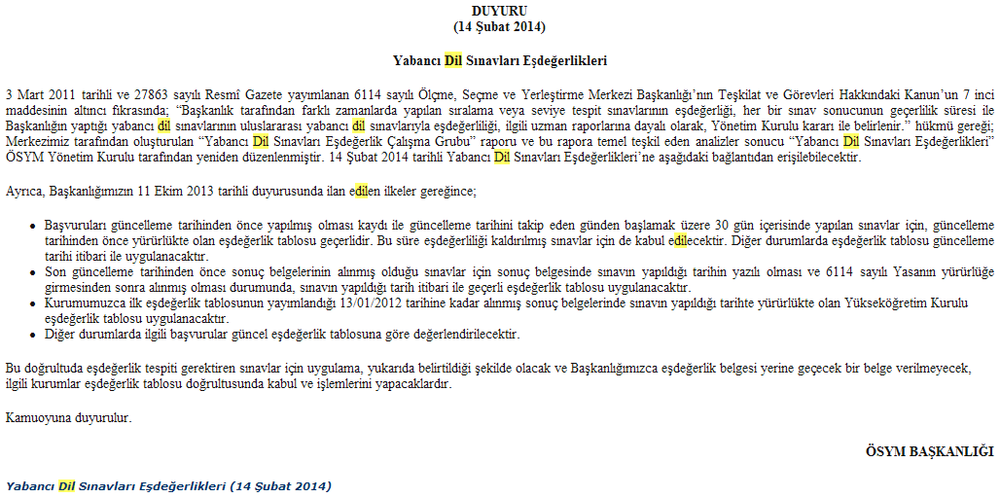 DUYURU
(14 Şubat 2014)
Yabancı Dil Sınavları Eşdeğerlikleri
3 Mart 2011 tarihli ve 27863 sayılı Resmî Gazete yayımlanan 6114 sayılı Ölçme, Seçme ve Yerleştirme Merkezi Başkanlığı’nın Teşkilat ve Görevleri Hakkındaki Kanun’un 7 inci
maddesinin altıncı fıkrasında; “Başkanlık tarafından farklı zamanlarda yapılan sıralama veya seviye tespit sınavlarının eşdeğerliği, her bir sınav sonucunun geçerlilik süresi ile
Başkanlığın yaptığı yabancı dil sınavlarının uluslararası yabancı dil sınavlarıyla eşdeğerliliği, ilgili uzman raporlarına dayalı olarak, Yönetim Kurulu kararı ile belirlenir.” hükmü gereği;
Merkezimiz tarafından oluşturulan “Yabancı Dil Sınavları Eşdeğerlik Çalışma Grubu” raporu ve bu rapora temel teşkil eden analizler sonucu “Yabancı Dil Sınavları Eşdeğerlikleri”
ÖSYM Yönetim Kurulu tarafından yeniden düzenlenmiştir. 14 Şubat 2014 tarihli Yabancı Dil Sınavları Eşdeğerlikleri’ne aşağıdaki bağlantıdan erişilebilecektir.
Ayrıca, Başkanlığımızın 11 Ekim 2013 tarihli duyurusunda ilan edilen ilkeler gereğince;
• Başvuruları güncelleme tarihinden önce yapılmış olması kaydı ile güncelleme tarihini takip eden günden başlamak üzere 30 gün içerisinde yapılan sınavlar için, güncelleme
tarihinden önce yürürlükte olan eşdeğerlik tablosu geçerlidir. Bu süre eşdeğerliliği kaldırılmış sınavlar için de kabul edilecektir. Diğer durumlarda eşdeğerlik tablosu güncelleme
tarihi itibari ile uygulanacaktır.
• Son güncelleme tarihinden önce sonuç belgelerinin alınmış olduğu sınavlar için sonuç belgesinde sınavın yapıldığı tarihin yazılı olması ve 6114 sayılı Yasanın yürürlüğe
girmesinden sonra alınmış olması durumunda, sınavın yapıldığı tarih itibari ile geçerli eşdeğerlik tablosu uygulanacaktır.
• Kurumumuzca ilk eşdeğerlik tablosunun yayımlandığı 13/01/2012 tarihine kadar alınmış sonuç belgelerinde sınavın yapıldığı tarihte yürürlükte olan Yükseköğretim Kurulu
eşdeğerlik tablosu uygulanacaktır.
• Diğer durumlarda ilgili başvurular güncel eşdeğerlik tablosuna göre değerlendirilecektir.
Bu doğrultuda eşdeğerlik tespiti gerektiren sınavlar için uygulama, yukarıda belirtildiği şekilde olacak ve Başkanlığımızca eşdeğerlik belgesi yerine geçecek bir belge verilmeyecek,
ilgili kurumlar eşdeğerlik tablosu doğrultusunda kabul ve işlemlerini yapacaklardır.
Kamuoyuna duyurulur.
ÖSYM BAŞKANLIĞI
Yabancı Dil Sınavları Eşdeğerlikleri (14 Şubat 2014)